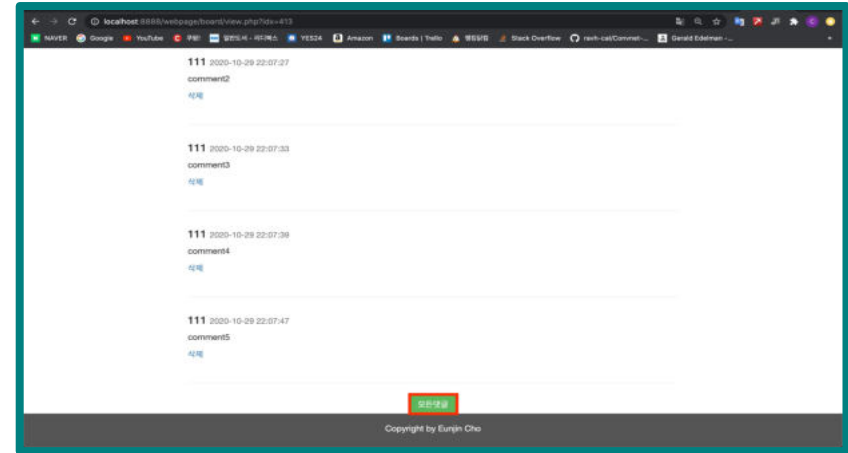 localhost:8888/webpage/board/view.php?idx=413
NAVER Google YouTube 쿠팡! YES24 Amazon Boards | Trello Stack Overflow Gerald Edelman -...
111 2020-10-29 22:07:27
comment2
삭제
111 2020-10-29 22:07:33
comment3
삭제
111 2020-10-29 22:07:39
comment4
삭제
111 2020-10-29 22:07:47
comment5
삭제
모든댓글
Copyright by Eunjin Cho